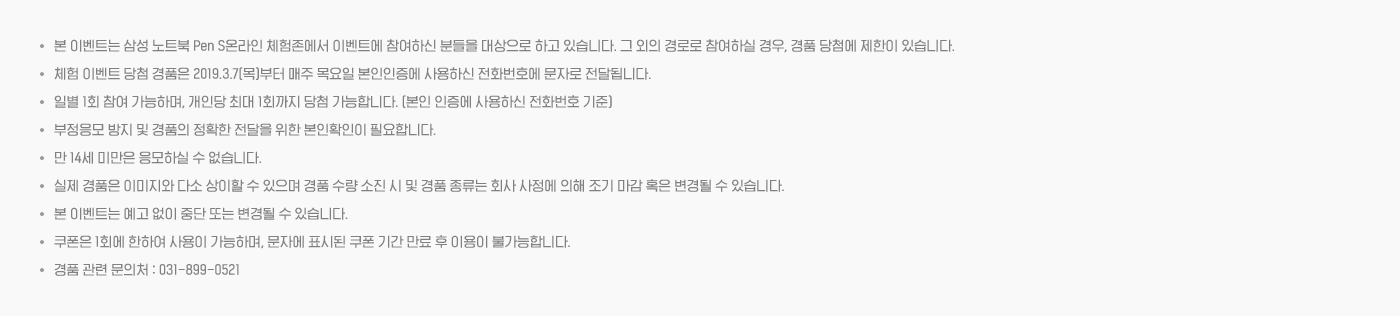 • 본 이벤트는 삼성 노트북 Pen S온라인 체험존에서 이벤트에 참여하신 분들을 대상으로 하고 있습니다. 그 외의 경로로 참여하실 경우, 경품 당첨에 제한이 있습니다.
• 체험 이벤트 당첨 경품은 2019.3.7(목)부터 매주 목요일 본인인증에 사용하신 전화번호에 문자로 전달됩니다.
• 일별 1회 참여 가능하며, 개인당 최대 1회까지 당첨 가능합니다. (본인 인증에 사용하신 전화번호 기준)
• 부정응모 방지 및 경품의 정확한 전달을 위한 본인확인이 필요합니다.
• 만 14세 미만은 응모하실 수 없습니다.
• 실제 경품은 이미지와 다소 상이할 수 있으며 경품 수량 소진 시 및 경품 종류는 회사 사정에 의해 조기 마감 혹은 변경될 수 있습니다.
• 본 이벤트는 예고 없이 중단 또는 변경될 수 있습니다.
• 쿠폰은 1회에 한하여 사용이 가능하며, 문자에 표시된 쿠폰 기간 만료 후 이용이 불가능합니다.
• 경품 관련 문의처 : 031-899-0521